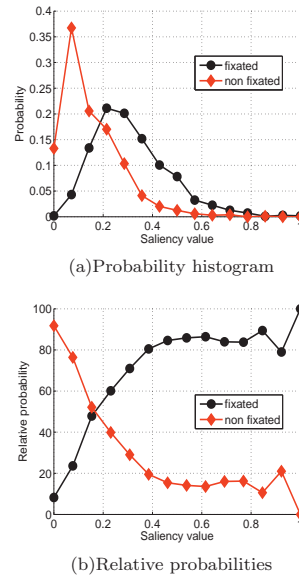 0.4
0.35
0.3
0.25
0.2
0.15
0.1
0.05
0
Probability
fixated
non fixated
0 0.2 0.4 0.6 0.8
Saliency value
(a)Probability histogram
100
80
60
40
20
0
Relative probability
fixated
non fixated
0 0.2 0.4 0.6 0.8
Saliency value
(b)Relative probabilities